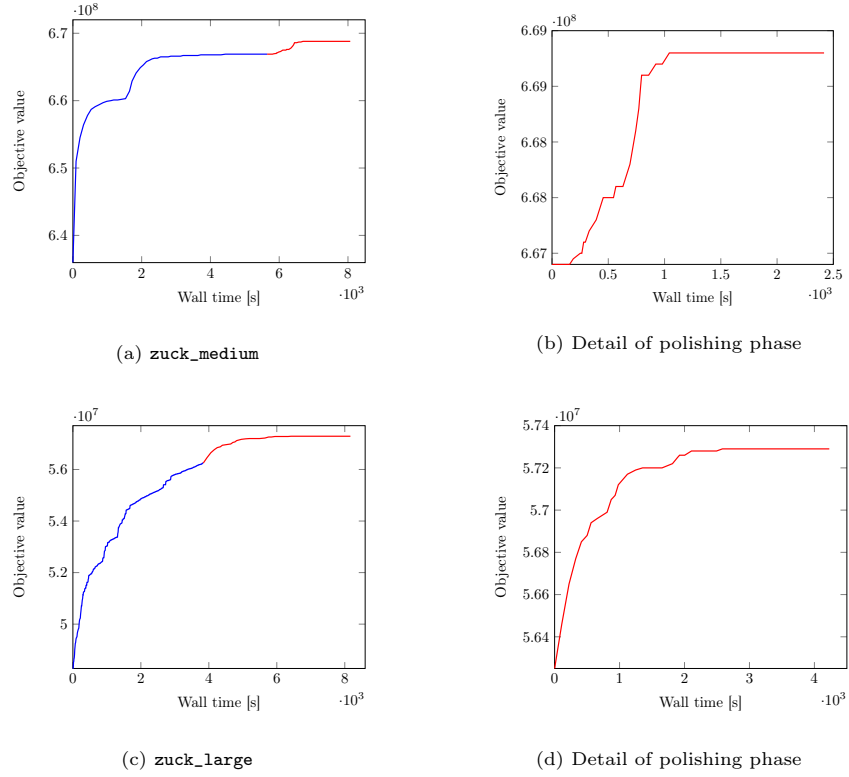 ·10^8
6.7
6.6
6.5
6.4
Objective value
0 2 4 6 8
Wall time [s]
·10^3
(a) zuck_medium
·10^8
6.69
6.69
6.68
6.68
6.67
Objective value
0 0.5 1 1.5 2 2.5
Wall time [s]
·10^3
(b) Detail of polishing phase
·10^7
5.6
5.4
5.2
5
Objective value
0 2 4 6 8
Wall time [s]
·10^3
(c) zuck_large
·10^7
5.74
5.72
5.7
5.68
5.66
5.64
Objective value
0 1 2 3 4
Wall time [s]
·10^3
(d) Detail of polishing phase